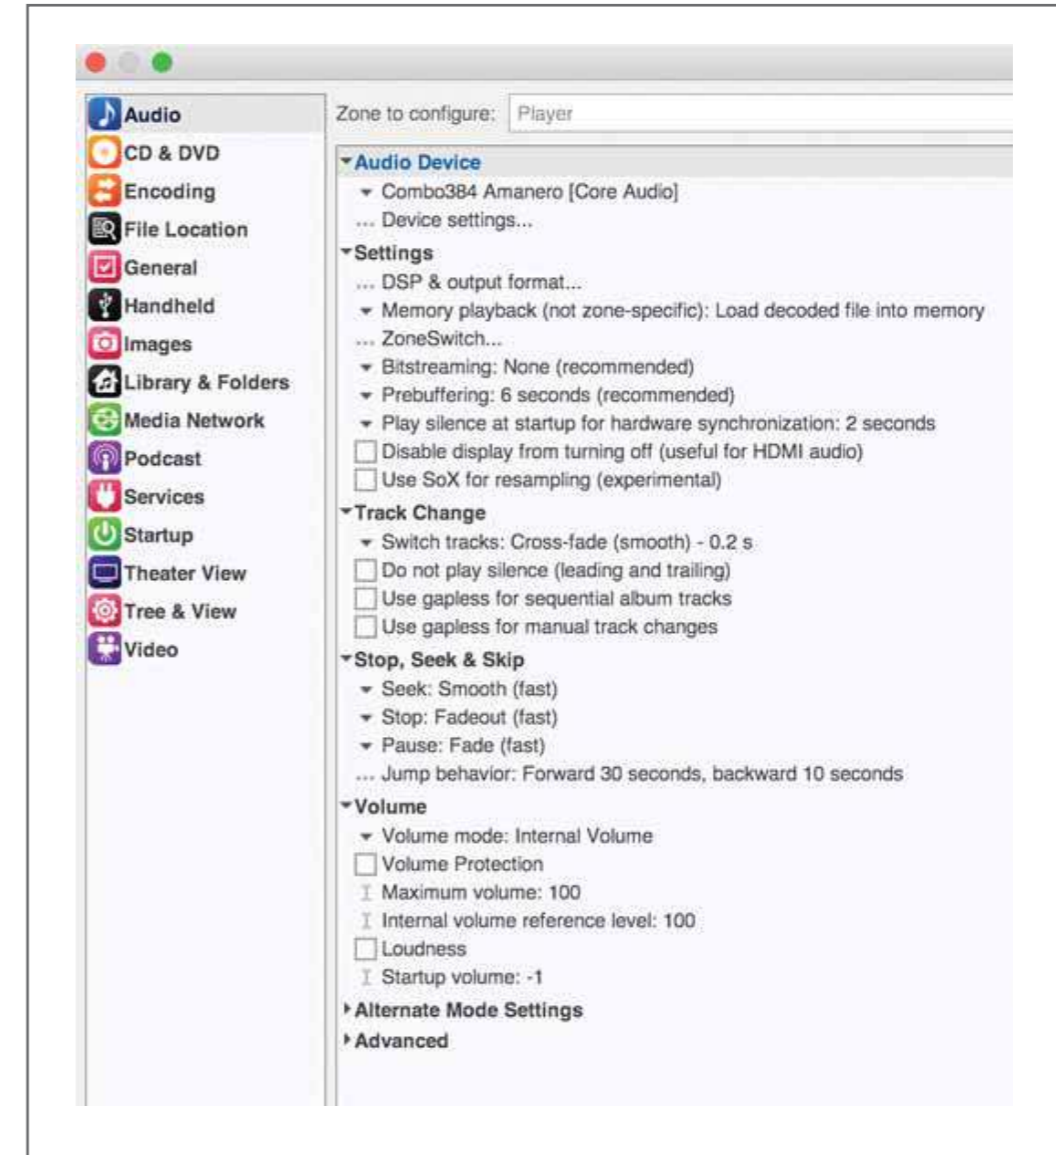 Audio
CD & DVD
Encoding
File Location
General
Handheld
Images
Library & Folders
Media Network
Podcast
Services
Startup
Theater View
Tree & View
Video
Zone to configure: Player
Audio Device
Combo384 Amanero [Core Audio]
... Device settings...
Settings
... DSP & output format...
Memory playback (not zone-specific): Load decoded file into memory
... ZoneSwitch...
Bitstreaming: None (recommended)
Prebuffering: 6 seconds (recommended)
Play silence at startup for hardware synchronization: 2 seconds
Disable display from turning off (useful for HDMI audio)
Use SoX for resampling (experimental)
Track Change
Switch tracks: Cross-fade (smooth) - 0.2 s
Do not play silence (leading and trailing)
Use gapless for sequential album tracks
Use gapless for manual track changes
Stop, Seek & Skip
Seek: Smooth (fast)
Stop: Fadeout (fast)
Pause: Fade (fast)
... Jump behavior: Forward 30 seconds, backward 10 seconds
Volume
Volume mode: Internal Volume
Volume Protection
Maximum volume: 100
Internal volume reference level: 100
Loudness
Startup volume: -1
Alternate Mode Settings
Advanced